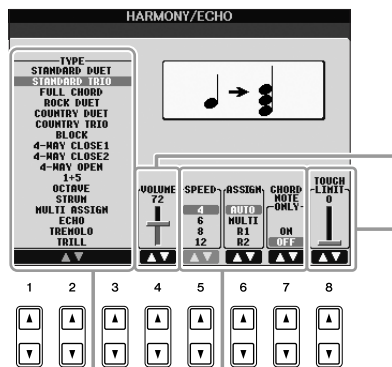 HARMONY/ECHO
TYPE
STANDARD DUET
STANDARD TRIO
FULL CHORD
ROCK DUET
COUNTRY DUET
COUNTRY TRIO
BLOCK
4-WAY CLOSE1
4-WAY CLOSE2
4-WAY OPEN
1+5
OCTAVE
STRUM
MULTI ASSIGN
ECHO
TREMOLO
TRILL
VOLUME
72
SPEED
4
6
8
12
ASSIGN
AUTO
MULTI
R1
R2
CHORD
NOTE
ONLY
ON
OFF
TOUCH
LIMIT
0
1 2 3 4 5 6 7 8